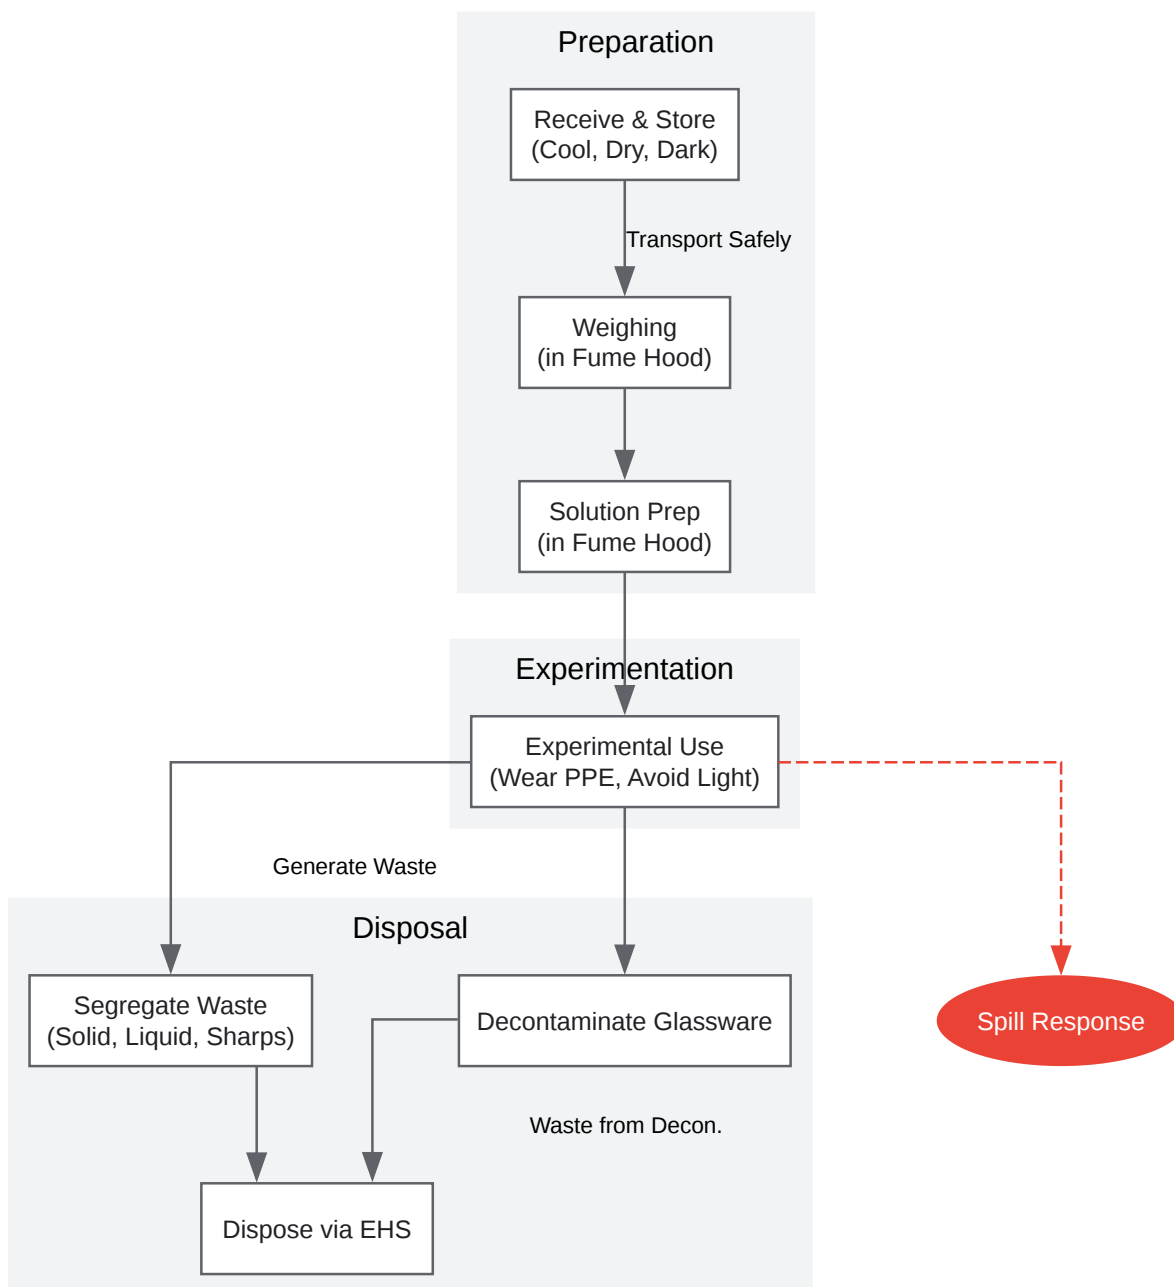 Preparation
Receive & Store
(Cool, Dry, Dark)
Transport Safely
Weighing
(in Fume Hood)
Solution Prep
(in Fume Hood)
Experimentation
Experimental Use
(Wear PPE, Avoid Light)
Generate Waste
Disposal
Segregate Waste
(Solid, Liquid, Sharps)
Decontaminate Glassware
Spill Response
Waste from Decon.
Dispose via EHS